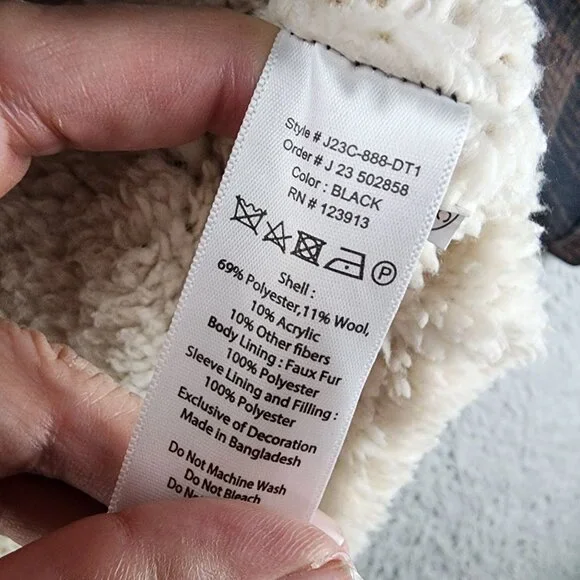 Style # J23C-888-DT1
Order # J 23 502858
Color : BLACK
RN # 123913
P
Shell :
69% Polyester,11% Wool,
10% Acrylic
10% Other fibers
Body Lining : Faux Fur
100% Polyester
Sleeve Lining and Filling :
100% Polyester
Exclusive of Decoration
Made in Bangladesh
Do Not Machine Wash
Do Not Bleach
Do No